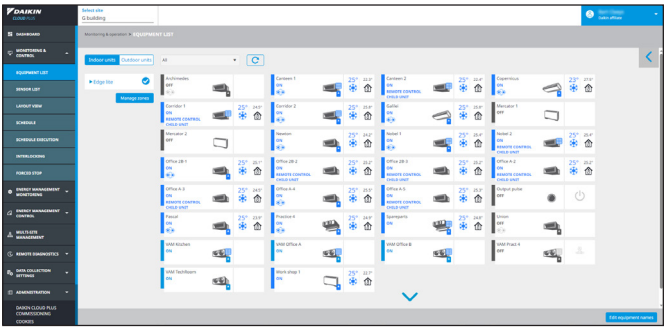 DAIKIN
CLOUD PLUS
Select site
G building
Daikin affiliate
DASHBOARD
MONITORING & CONTROL
EQUIPMENT LIST
SENSOR LIST
LAYOUT VIEW
SCHEDULE
SCHEDULE EXECUTION
INTERLOCKING
FORCED STOP
ENERGY MANAGEMENT MONITORING
ENERGY MANAGEMENT CONTROL
MULTI-SITE MANAGEMENT
REMOTE DIAGNOSTICS
DATA COLLECTION SETTINGS
ADMINISTRATION
DAIKIN CLOUD PLUS COMMISSIONING
COOKIES
Monitoring & operation > EQUIPMENT LIST
Indoor units Outdoor units All
Edge lite
Manage zones
Archimedes
OFF
Canteen 1
ON
25°
Canteen 2
ON
REMOTE CONTROL
CHILD UNIT
25°
Copernicus
ON
23°
Corridor 1
ON
REMOTE CONTROL
CHILD UNIT
25°
Corridor 2
ON
25°
Galilei
ON
25°
Mercator 1
OFF
Mercator 2
OFF
Newton
ON
25°
Nobel 1
ON
25°
Nobel 2
ON
REMOTE CONTROL
CHILD UNIT
25°
Office 2B-1
ON
25°
Office 2B-2
ON
REMOTE CONTROL
CHILD UNIT
25°
Office 2B-3
ON
REMOTE CONTROL
CHILD UNIT
25°
Office A-2
ON
REMOTE CONTROL
CHILD UNIT
25°
Office A-3
ON
REMOTE CONTROL
CHILD UNIT
25°
Office A-4
ON
25°
Office A-5
ON
REMOTE CONTROL
CHILD UNIT
25°
Output pulse
OFF
Pascal
ON
25°
Practice 4
ON
25°
Spareparts
ON
25°
Union
OFF
VAM Kitchen
ON
VAM Office A
ON
VAM Office B
ON
VAM Pract 4
OFF
VAM TechRoom
ON
Work shop 1
ON
25°
Edit equipment names